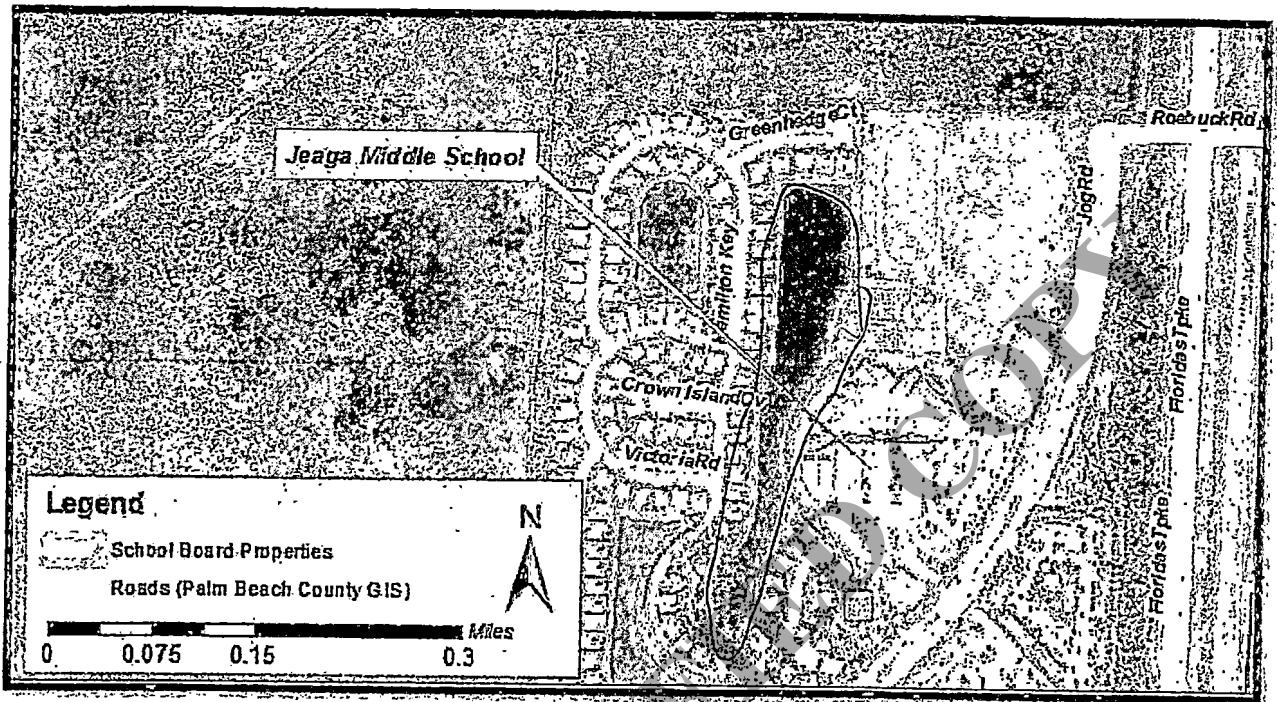 Greenhedge Ct
Roebuck Rd
Jeaga Middle School
Jog Rd
Hamilton Key
Floridas Tpke
Crown Island Cv
Victoria Rd
Floridas Tpke
Legend
N
School Board Properties
Roads (Palm Beach County GIS)
Miles
0 0.075 0.15 0.3
COPY